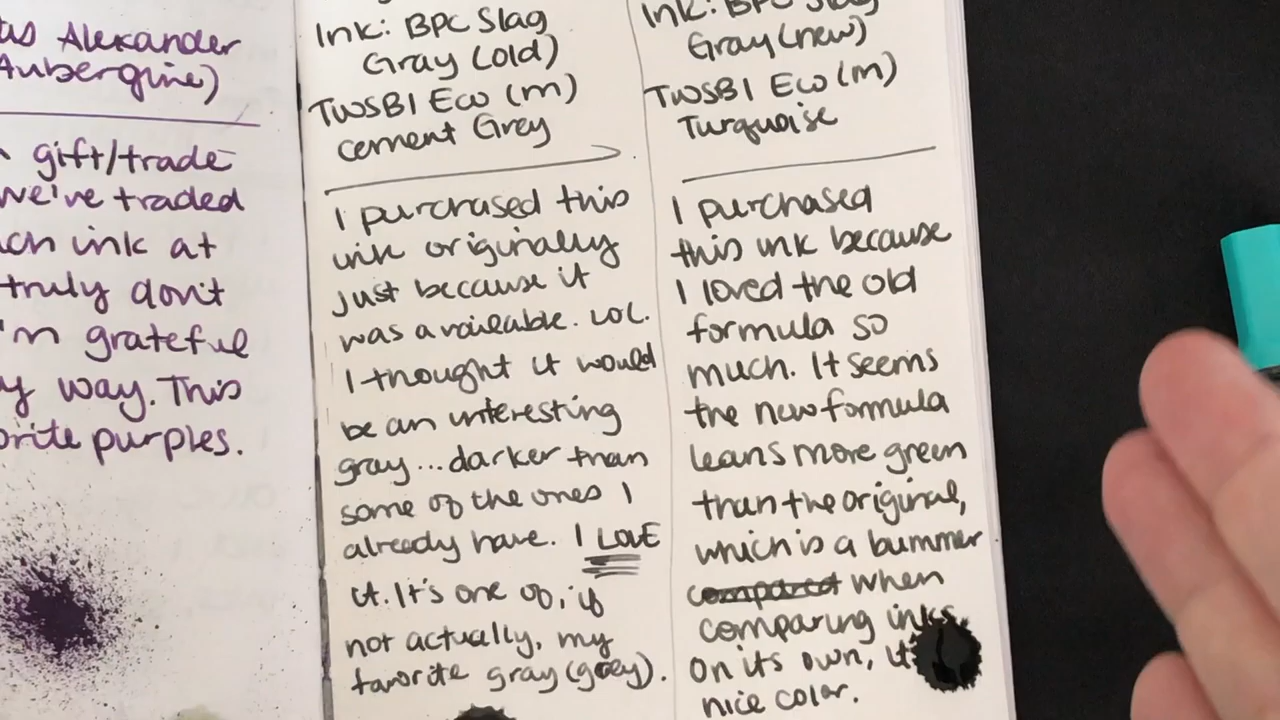 as Alexander
Aubergine)
gift/trade
we've traded
ink at
truly don't
I'm grateful
way. This
purples.
Ink: BPC Slag
Gray (old)
TWSBI Eco (m)
cement Grey
I purchased this
ink originally
just because it
was avaiable. LOL.
I thought it would
be an interesting
gray...darker than
some of the ones I
already have. I LOVE
it. It's one of, if
not actually, my
favorite gray (grey).
Ink: BPC Slag
Gray (new)
TWSBI Eco (m)
Turquoise
I purchased
this ink because
I loved the old
formula so
much. It seems
the new formula
leans more green
than the original,
which is a bummer
compared when
comparing inks
on its own, it
nice color.